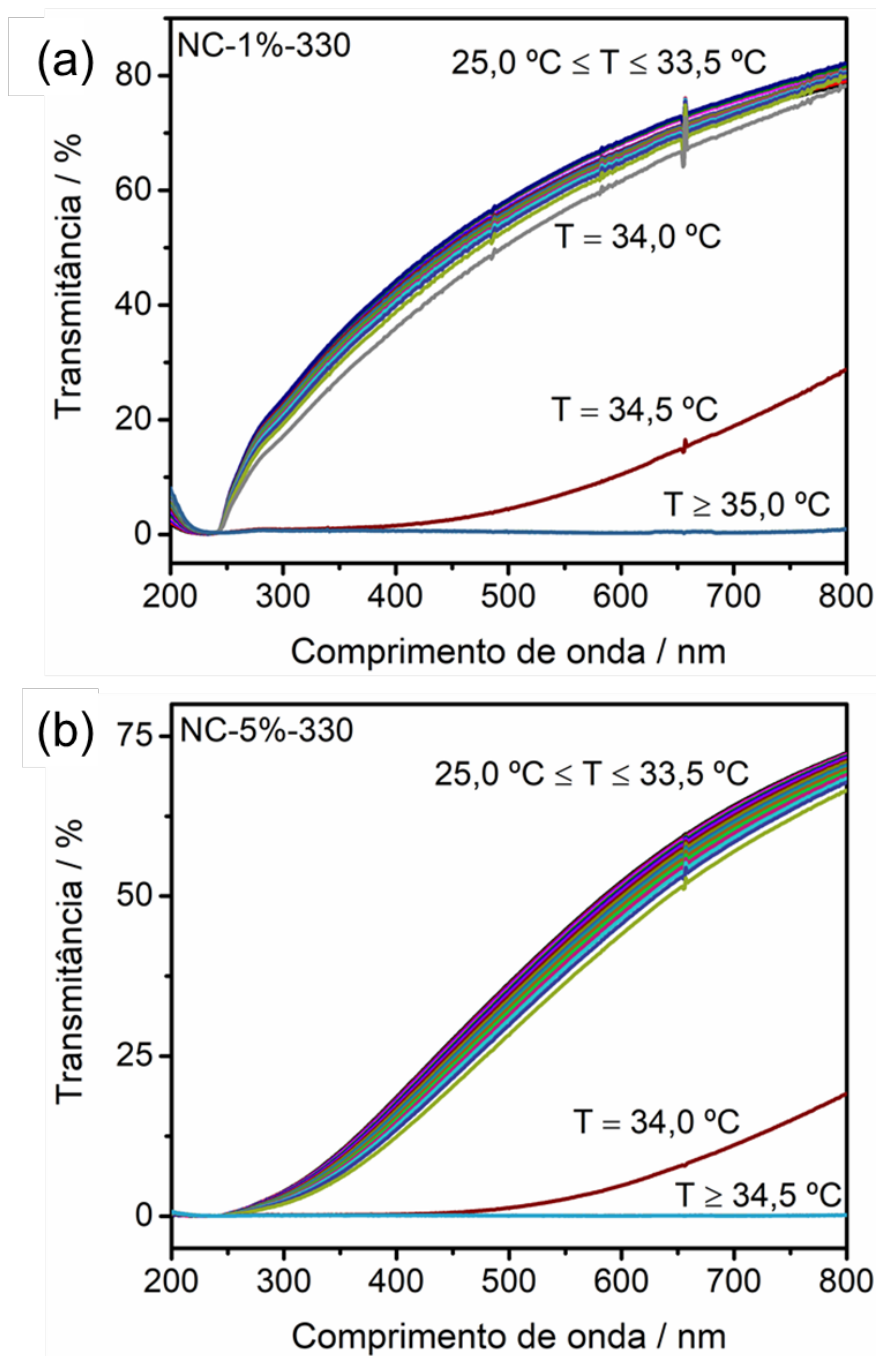 (a)
NC-1%-330
25,0 ºC ≤ T ≤ 33,5 ºC
T = 34,0 ºC
T = 34,5 ºC
T ≥ 35,0 ºC
Transmitância / %
80
60
40
20
0
200 300 400 500 600 700 800
Comprimento de onda / nm
(b)
NC-5%-330
25,0 ºC ≤ T ≤ 33,5 ºC
T = 34,0 ºC
T ≥ 34,5 ºC
Transmitância / %
75
50
25
0
200 300 400 500 600 700 800
Comprimento de onda / nm